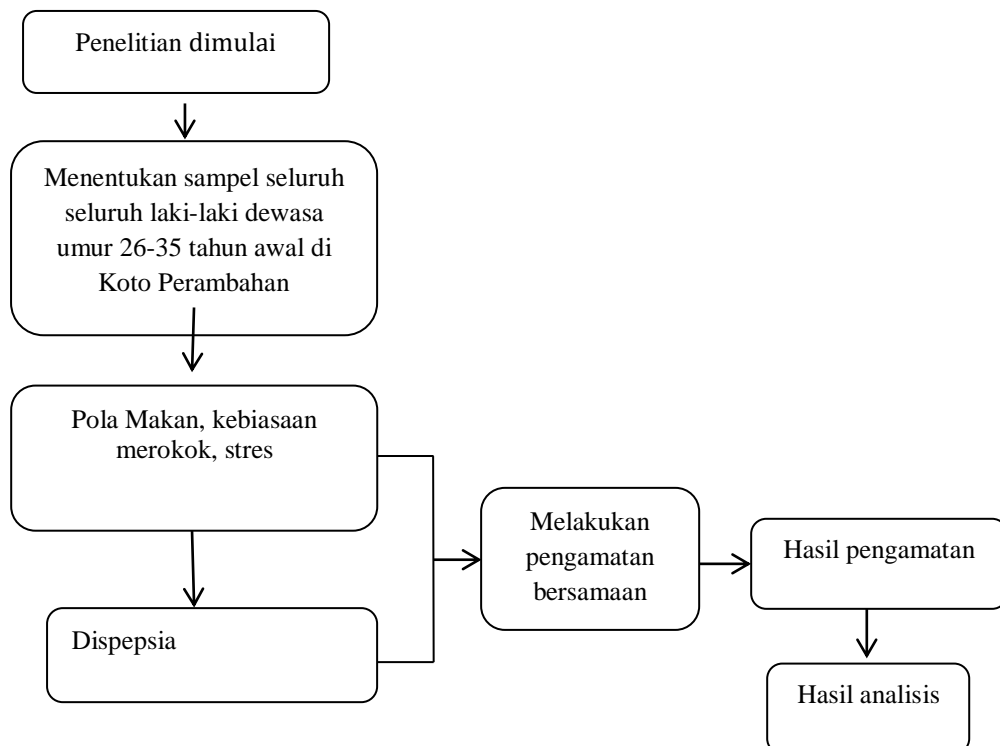 Penelitian dimulai
Menentukan sampel seluruh
seluruh laki-laki dewasa
umur 26-35 tahun awal di
Koto Perambahan
Pola Makan, kebiasaan
merokok, stres
Melakukan
pengamatan
bersamaan
Hasil pengamatan
Dispepsia
Hasil analisis